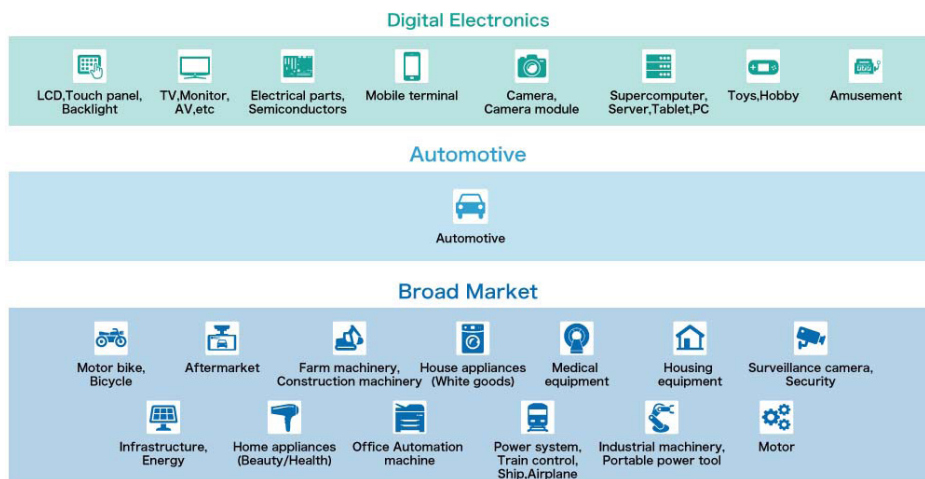 Digital Electronics
LCD,Touch panel,
Backlight
TV,Monitor,
AV,etc
Electrical parts,
Semiconductors
Mobile terminal
Camera,
Camera module
Supercomputer,
Server,Tablet,PC
Toys,Hobby
Amusement
Automotive
Automotive
Broad Market
Motor bike,
Bicycle
Aftermarket
Farm machinery,
Construction machinery
House appliances
(White goods)
Medical
equipment
Housing
equipment
Surveillance camera,
Security
Infrastructure,
Energy
Home appliances
(Beauty/Health)
Office Automation
machine
Power system,
Train control,
Ship,Airplane
Industrial machinery,
Portable power tool
Motor